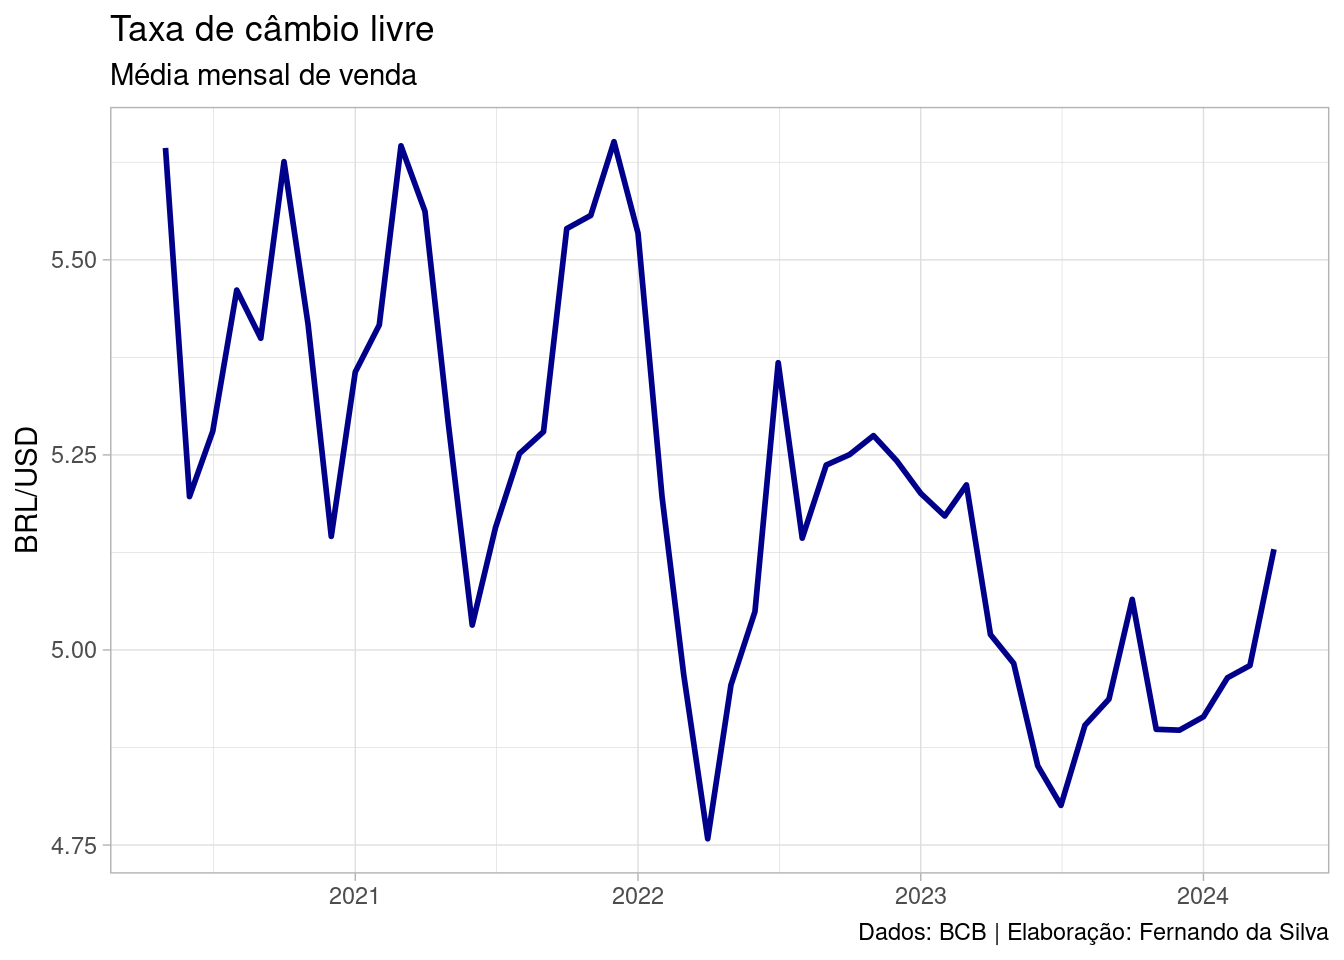 Taxa de câmbio livre
Média mensal de venda
BRL/USD
5.50
5.25
5.00
4.75
2021
2022
2023
2024
Dados: BCB | Elaboração: Fernando da Silva